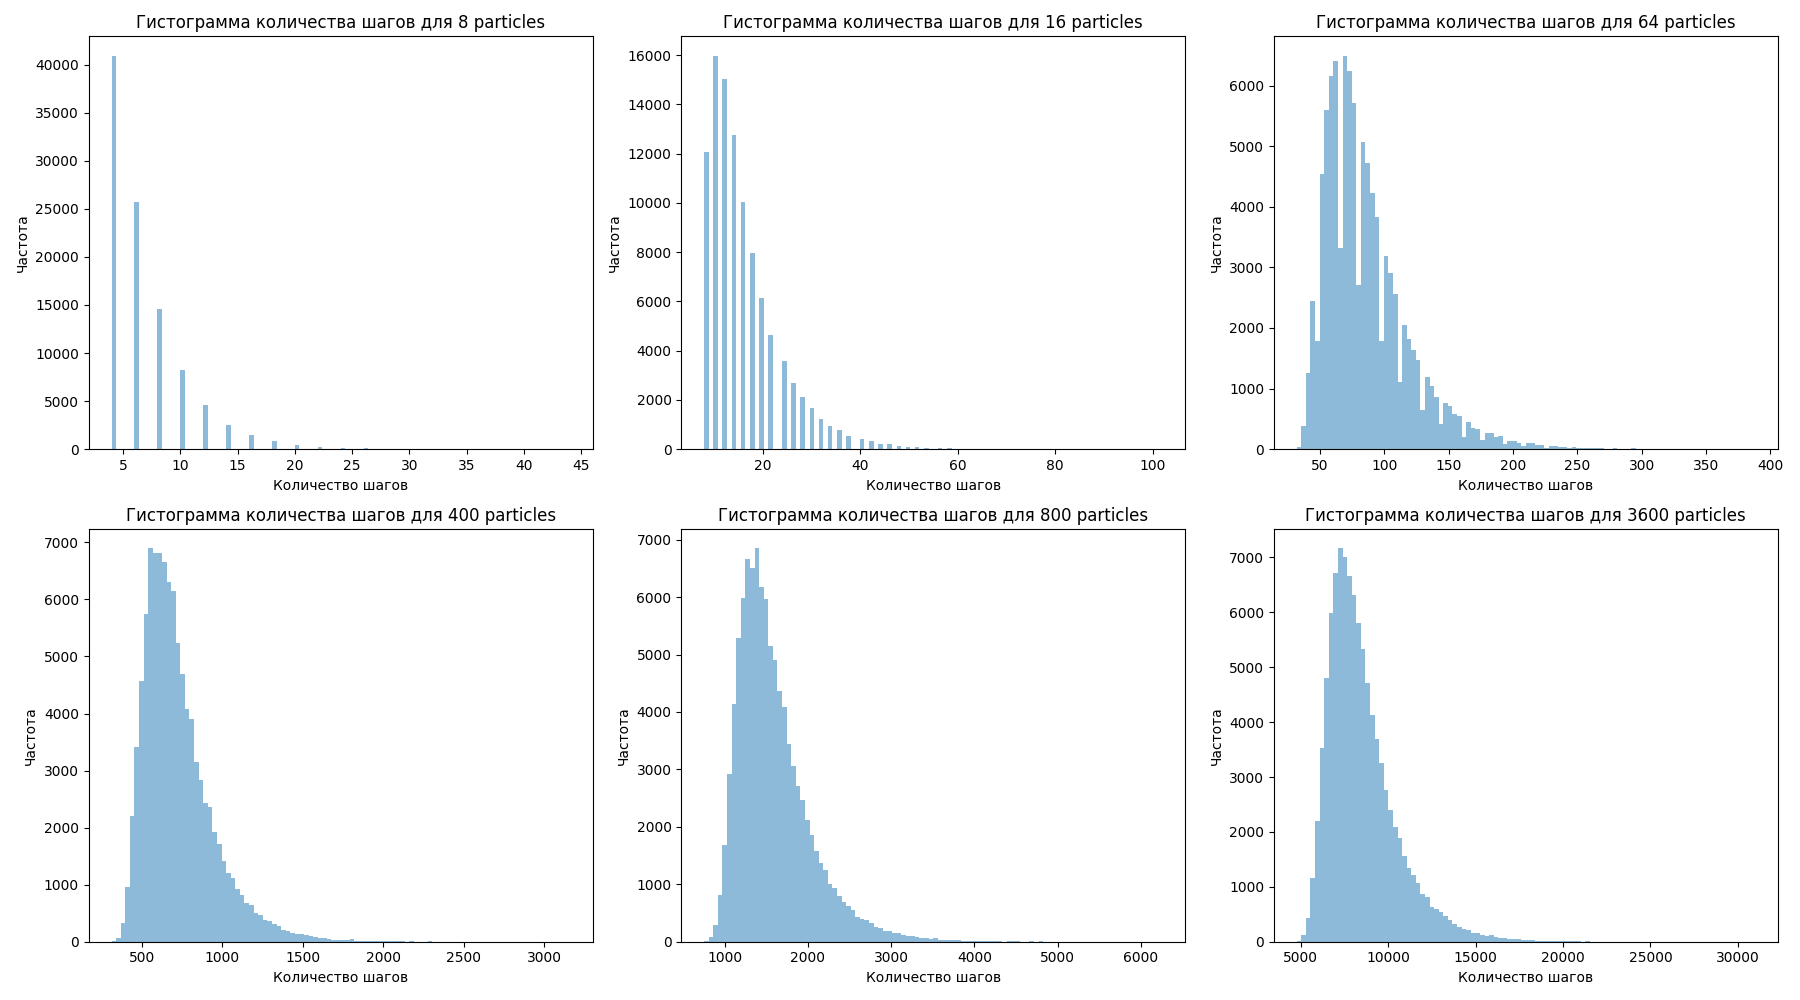 Гистограмма количества шагов для 8 particles
Частота
40000
35000
30000
25000
20000
15000
10000
5000
0
5 10 15 20 25 30 35 40 45
Количество шагов
Гистограмма количества шагов для 16 particles
Частота
16000
14000
12000
10000
8000
6000
4000
2000
0
20 40 60 80 100
Количество шагов
Гистограмма количества шагов для 64 particles
Частота
6000
5000
4000
3000
2000
1000
0
50 100 150 200 250 300 350 400
Количество шагов
Гистограмма количества шагов для 400 particles
Частота
7000
6000
5000
4000
3000
2000
1000
0
500 1000 1500 2000 2500 3000
Количество шагов
Гистограмма количества шагов для 800 particles
Частота
7000
6000
5000
4000
3000
2000
1000
0
1000 2000 3000 4000 5000 6000
Количество шагов
Гистограмма количества шагов для 3600 particles
Частота
7000
6000
5000
4000
3000
2000
1000
0
5000 10000 15000 20000 25000 30000
Количество шагов